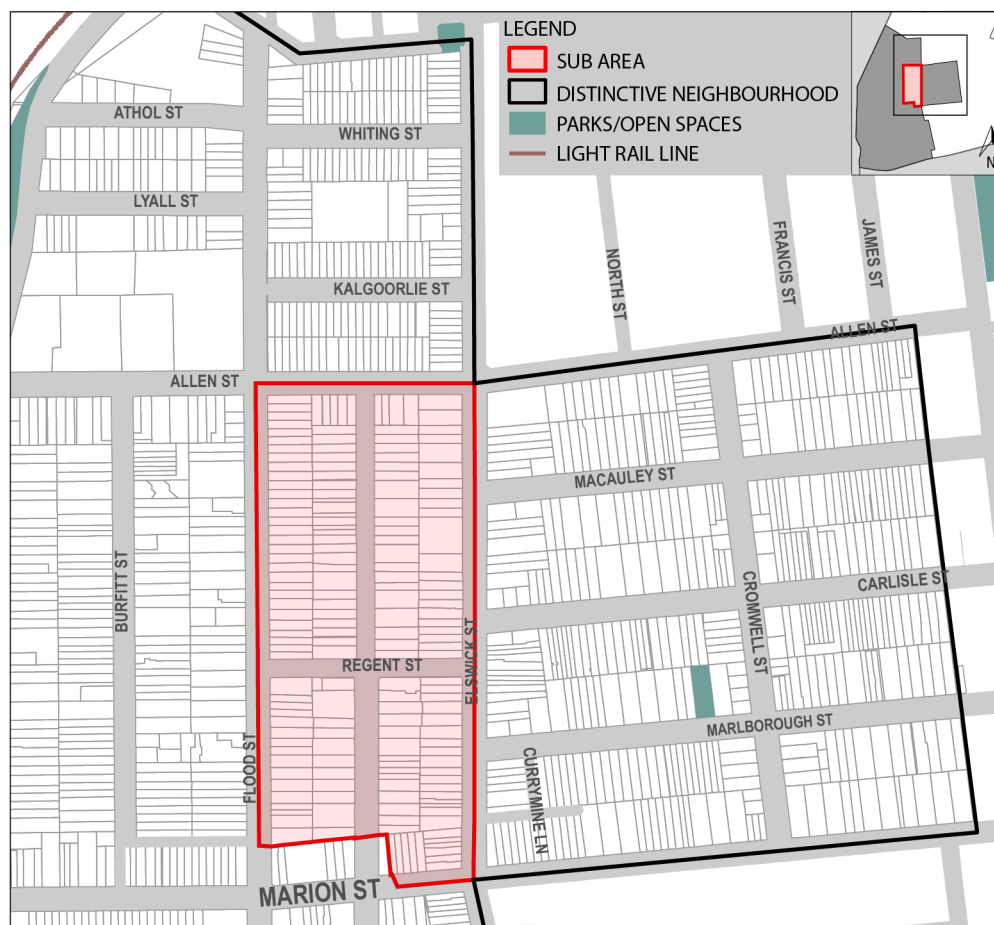 LEGEND
SUB AREA
DISTINCTIVE NEIGHBOURHOOD
PARKS/OPEN SPACES
LIGHT RAIL LINE
N
ATHOL ST
WHITING ST
LYALL ST
KALGOORLIE ST
NORTH ST
FRANCIS ST
JAMES ST
ALLEN ST
ALLEN ST
MACAULEY ST
BURFITT ST
CARLISLE ST
CROMWELL ST
REGENT ST
ELSWICK ST
MARLBOROUGH ST
FLOOD ST
CURRYMINE LN
MARION ST